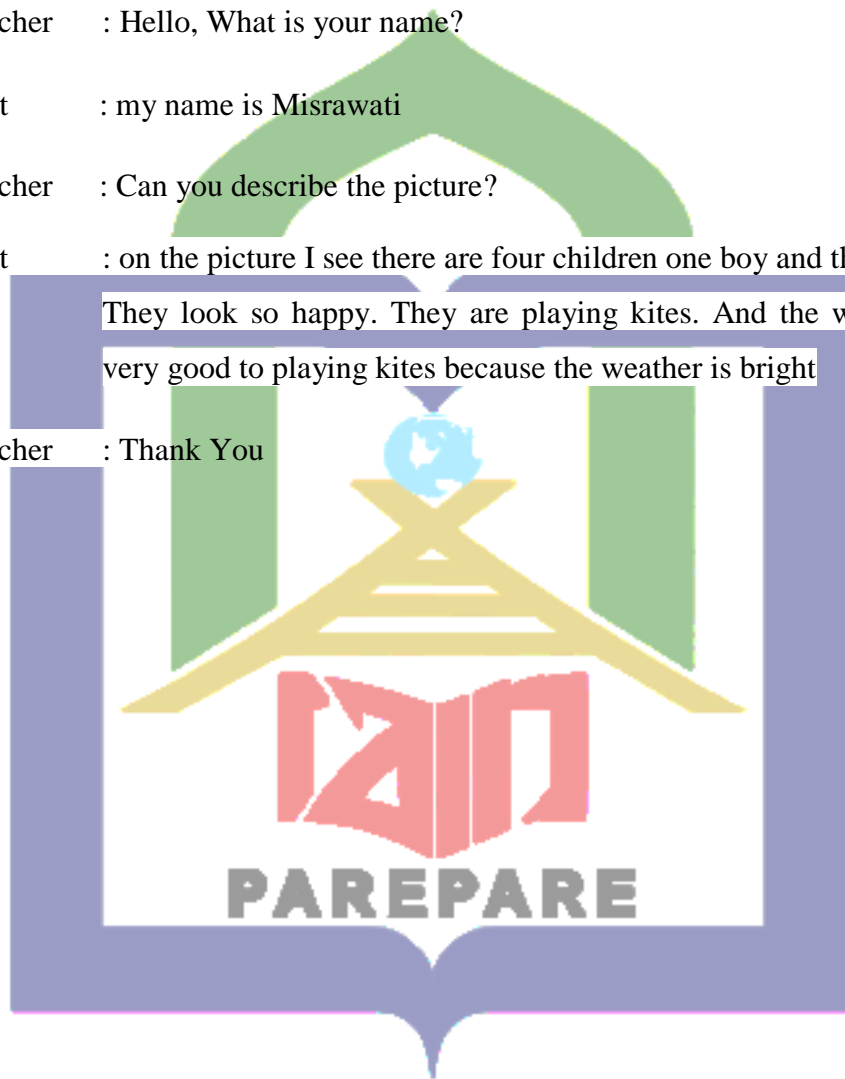 cher : Hello, What is your name?
t : my name is Misrawati
cher : Can you describe the picture?
t : on the picture I see there are four children one boy and th
They look so happy. They are playing kites. And the w
very good to playing kites because the weather is bright
cher : Thank You
iain
PAREPARE